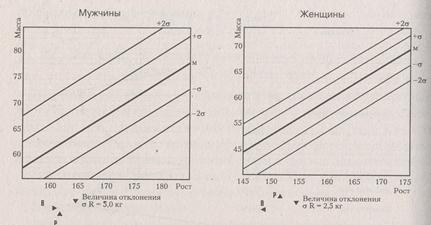 Мужчины
Масса
+2σ
+σ
м
−σ
−2σ
80
75
70
65
60
160 165 170 175 180 Рост
В
Р
Величина отклонения
σ R = 5,0 кг
Женщины
Масса
+2σ
+σ
м
−σ
−2σ
70
65
60
55
45
145 150 155 160 165 170 175
Рост
В
Р
Величина отклонения
σ R = 2,5 кг